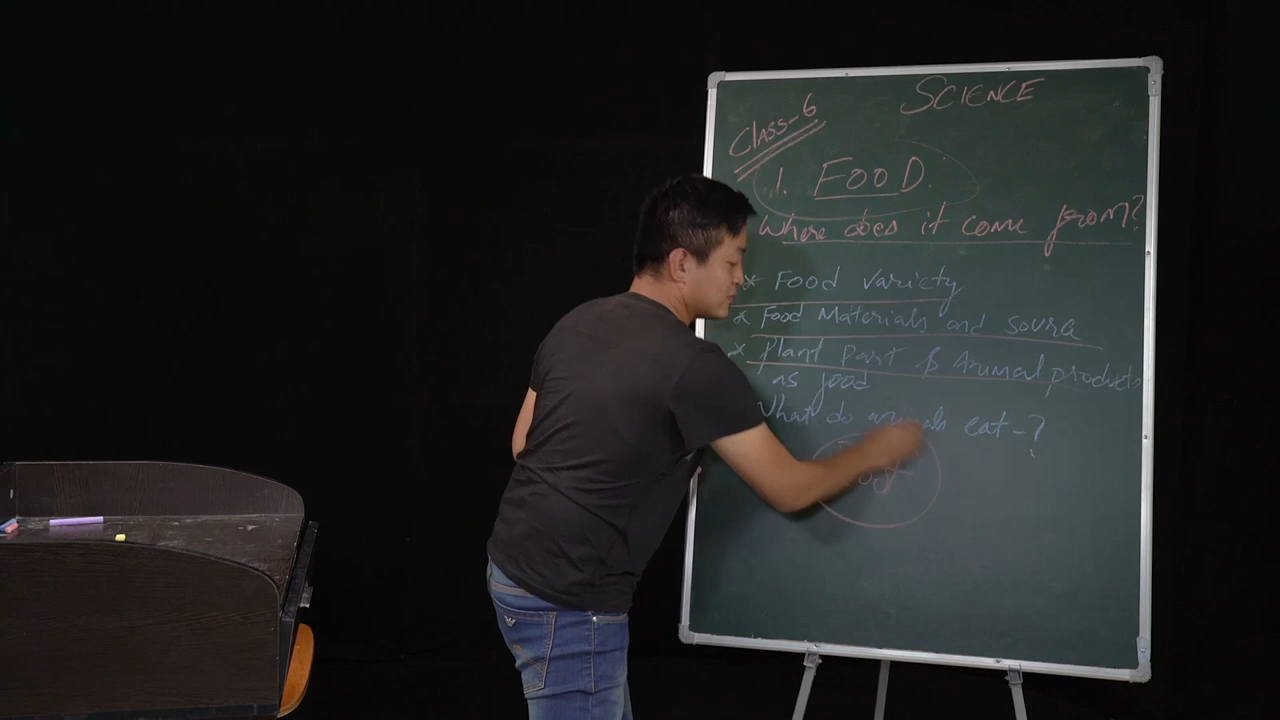 SCIENCE
Class-6
1. FOOD.
Where does it come from?
* Food variety
* Food Materials and source
* Plant Part & Animal products
as food
What do animals eat-?